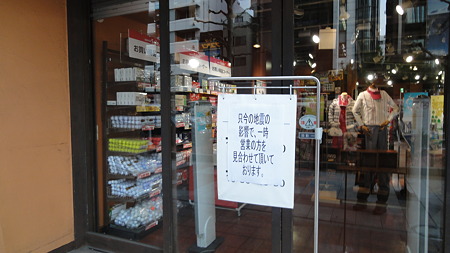 只今の地震の
影響で、一時
営業の方を
見合わせて頂いて
おります。